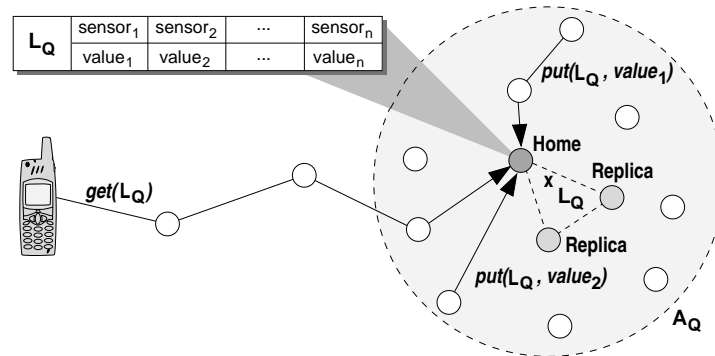 L_Q sensor_1 sensor_2 ... sensor_n
value_1 value_2 ... value_n
put(L_Q , value_1)
Home
Replica
x L_Q
get(L_Q)
Replica
put(L_Q , value_2)
A_Q